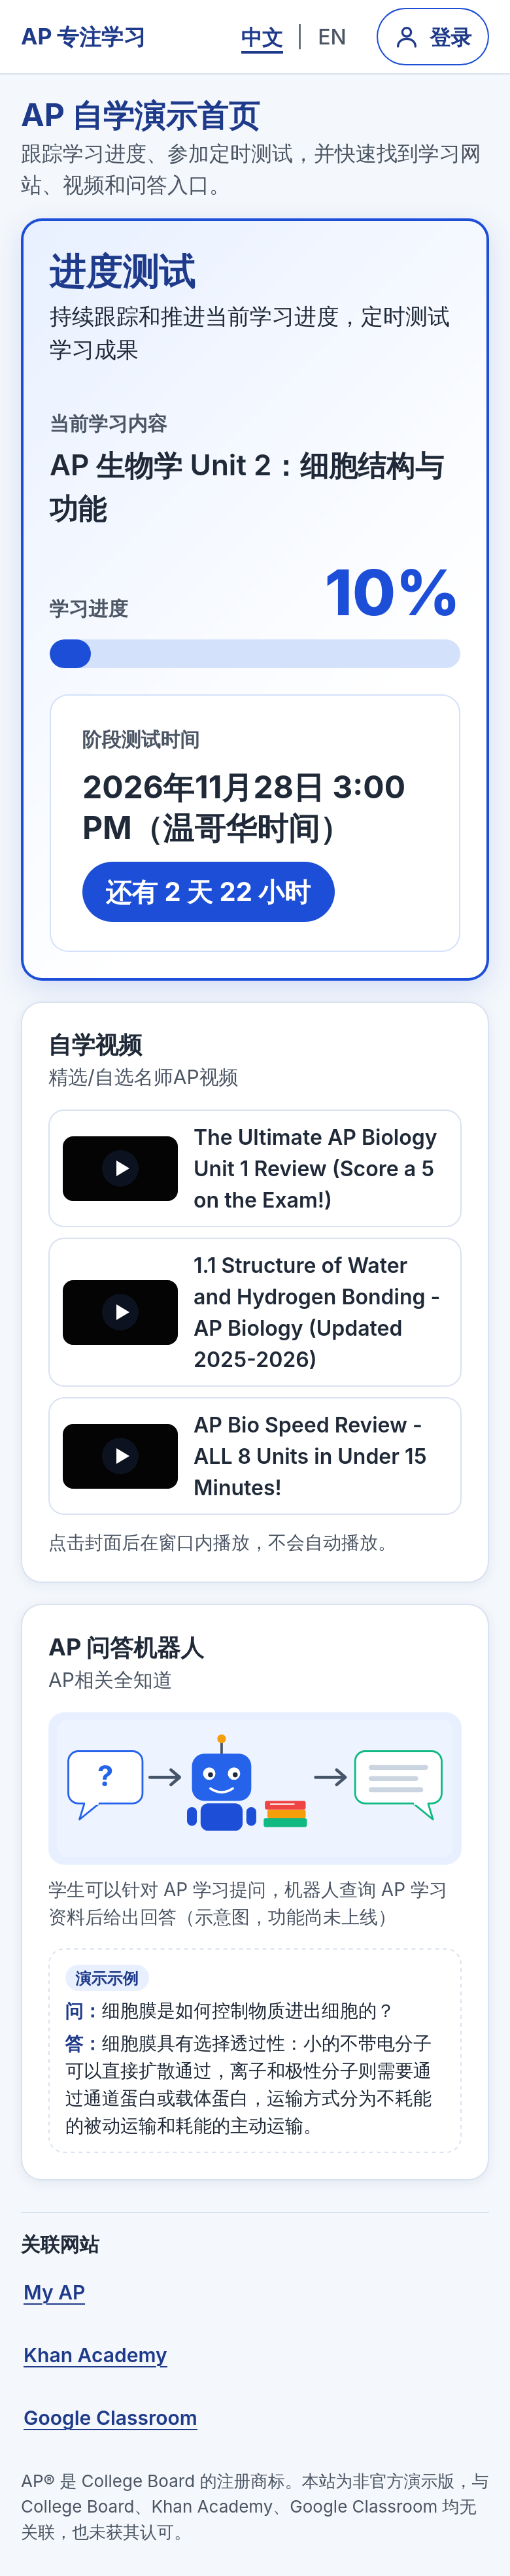 AP 专注学习
中文 | EN
登录
AP 自学演示首页
跟踪学习进度、参加定时测试，并快速找到学习网
站、视频和问答入口。
进度测试
持续跟踪和推进当前学习进度，定时测试
学习成果
当前学习内容
AP 生物学 Unit 2：细胞结构与
功能
学习进度
10%
阶段测试时间
2026年11月28日 3:00
PM（温哥华时间）
还有 2 天 22 小时
自学视频
精选/自选名师AP视频
The Ultimate AP Biology
Unit 1 Review (Score a 5
on the Exam!)
1.1 Structure of Water
and Hydrogen Bonding -
AP Biology (Updated
2025-2026)
AP Bio Speed Review -
ALL 8 Units in Under 15
Minutes!
点击封面后在窗口内播放，不会自动播放。
AP 问答机器人
AP相关全知道
?
学生可以针对 AP 学习提问，机器人查询 AP 学习
资料后给出回答（示意图，功能尚未上线）
演示示例
问：细胞膜是如何控制物质进出细胞的？
答：细胞膜具有选择透过性：小的不带电分子
可以直接扩散通过，离子和极性分子则需要通
过通道蛋白或载体蛋白，运输方式分为不耗能
的被动运输和耗能的主动运输。
关联网站
My AP
Khan Academy
Google Classroom
AP® 是 College Board 的注册商标。本站为非官方演示版，与
College Board、Khan Academy、Google Classroom 均无
关联，也未获其认可。